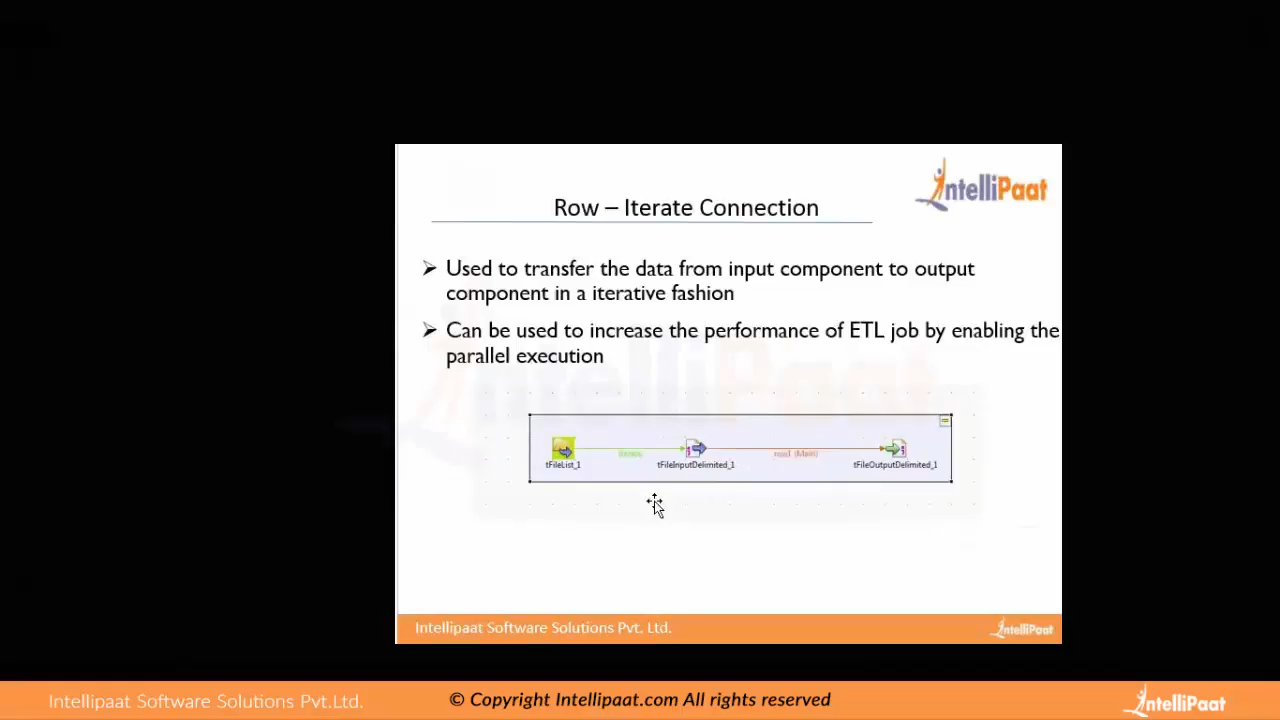 IntelliPaat
Row – Iterate Connection
➢ Used to transfer the data from input component to output
component in a iterative fashion
➢ Can be used to increase the performance of ETL job by enabling the
parallel execution
row1 (Main)
tFileList_1 tFileInputDelimited_1 tFileOutputDelimited_1
Intellipaat Software Solutions Pvt. Ltd. IntelliPaat
Intellipaat Software Solutions Pvt.Ltd. © Copyright Intellipaat.com All rights reserved IntelliPaat